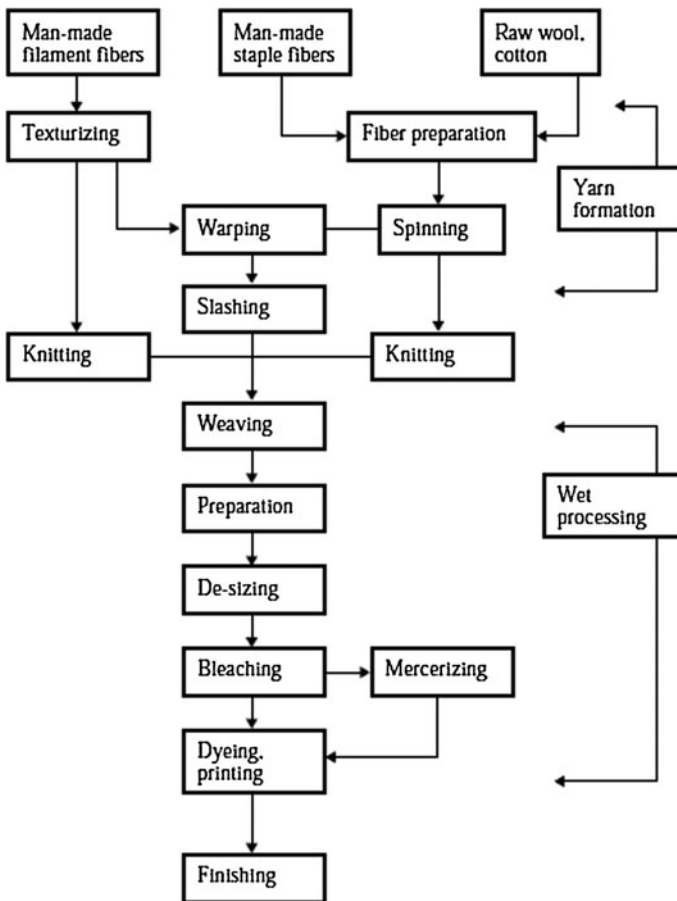 Man-made
filament fibers
Man-made
staple fibers
Raw wool,
cotton
Texturizing
Fiber preparation
Yarn
formation
Warping
Spinning
Slashing
Knitting
Knitting
Weaving
Wet
processing
Preparation
De-sizing
Bleaching
Mercerizing
Dyeing,
printing
Finishing